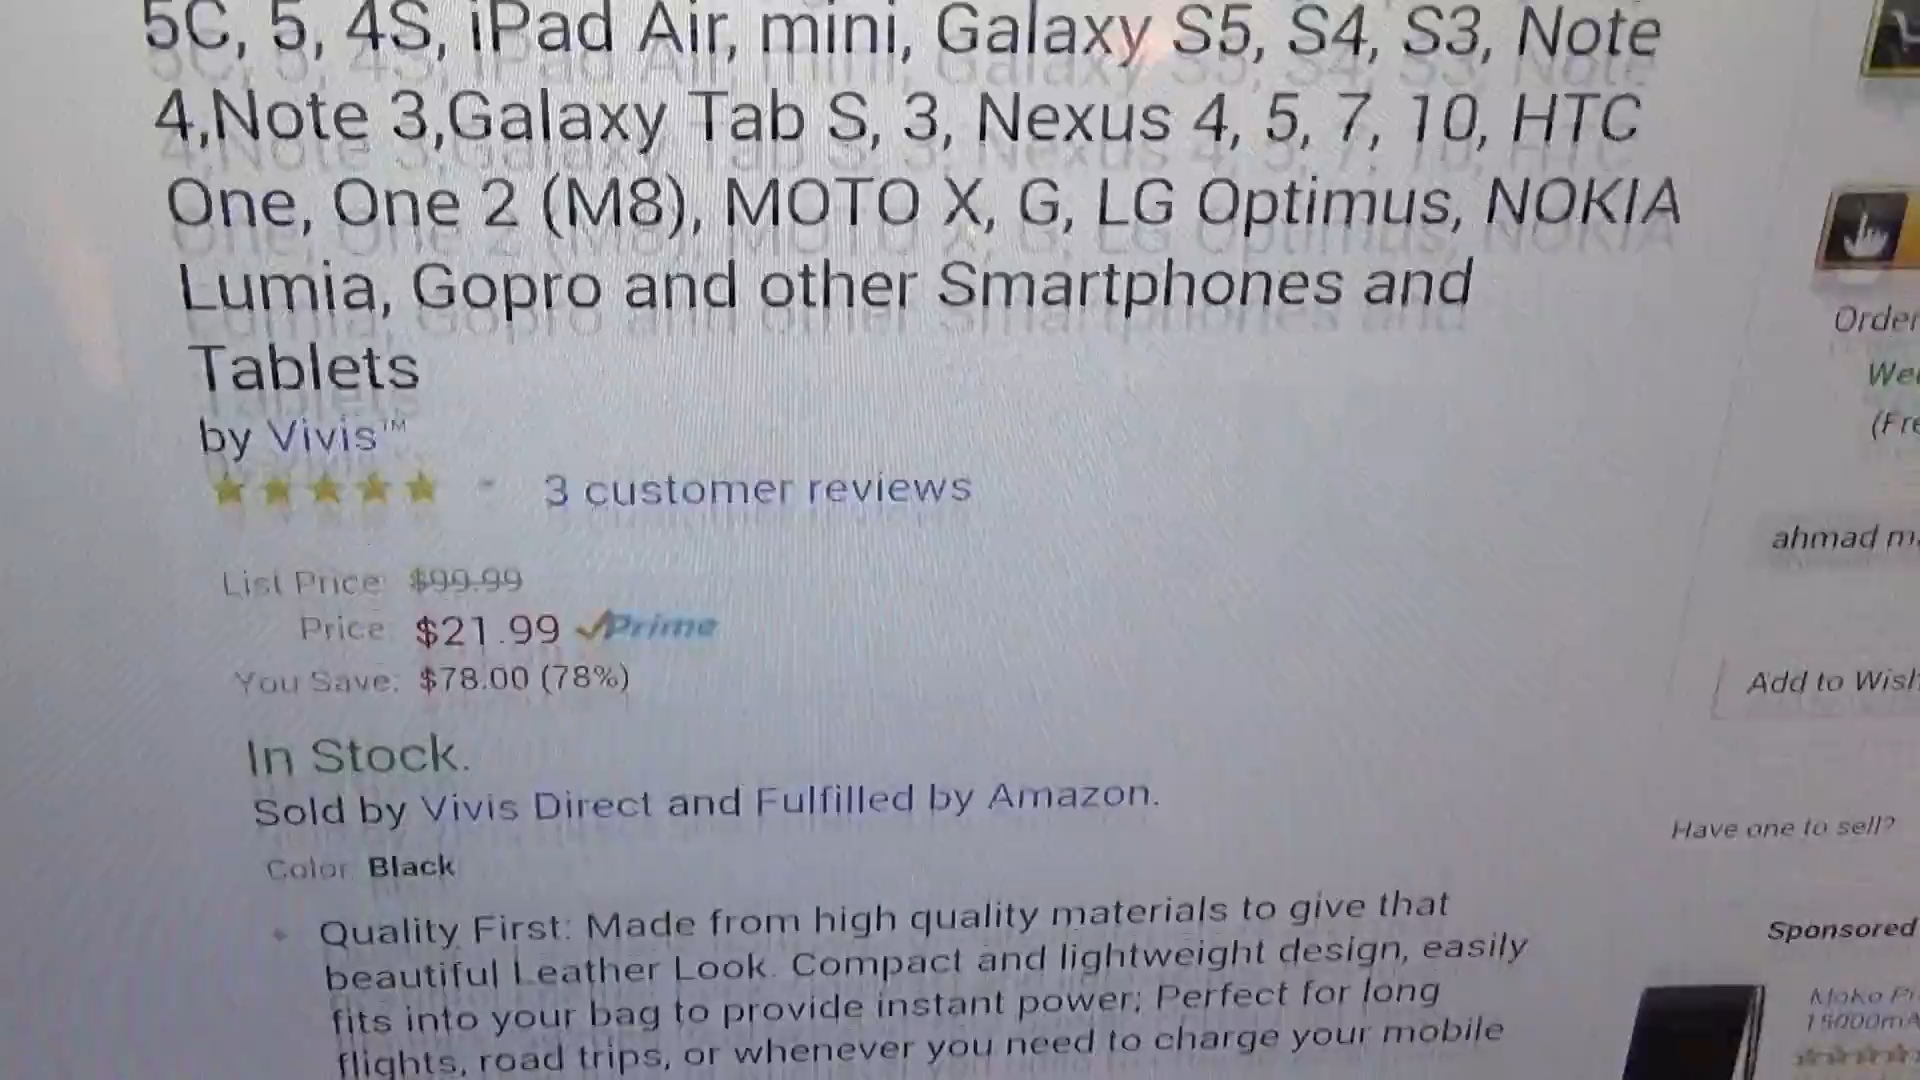 5C, 5, 4S, iPad Air, mini, Galaxy S5, S4, S3, Note
4,Note 3,Galaxy Tab S, 3, Nexus 4, 5, 7, 10, HTC
One, One 2 (M8), MOTO X, G, LG Optimus, NOKIA
Lumia, Gopro and other Smartphones and
Tablets
by Vivis™
3 customer reviews
List Price: $99.99
Price: $21.99 Prime
You Save: $78.00 (78%)
In Stock.
Sold by Vivis Direct and Fulfilled by Amazon.
Color: Black
Quality First: Made from high quality materials to give that
beautiful Leather Look. Compact and lightweight design, easily
fits into your bag to provide instant power; Perfect for long
flights, road trips, or whenever you need to charge your mobile
Order
ahmad
Add to
Have one to sell?
Sponsored